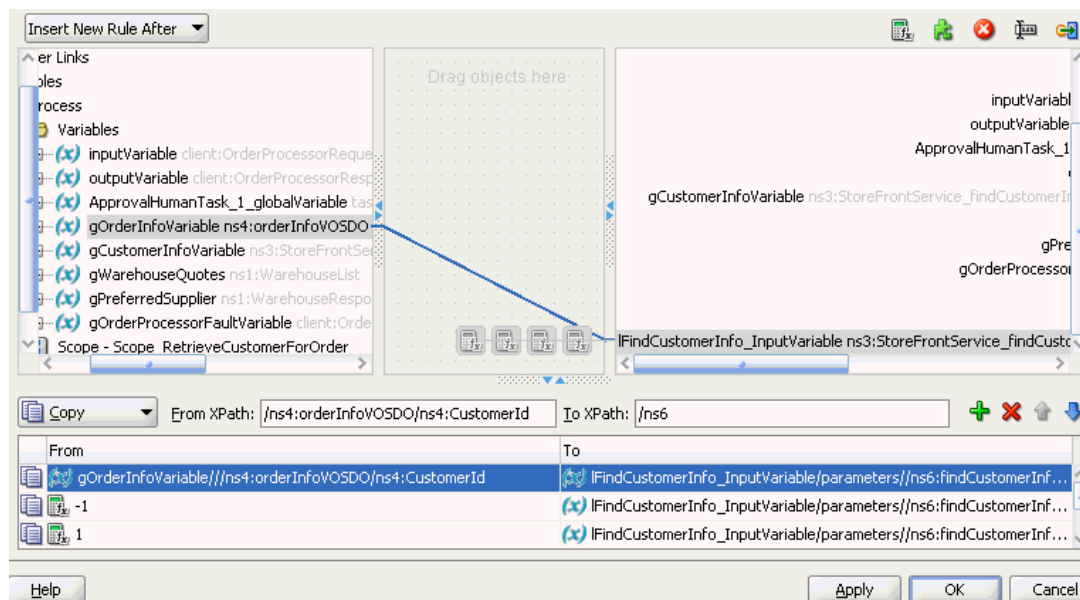 Insert New Rule After
er Links
bles
rocess
Variables
inputVariable client:OrderProcessorReque
outputVariable client:OrderProcessorResp
ApprovalHumanTask_1_globalVariable tas
gOrderInfoVariable ns4:orderInfoVOSDO
gCustomerInfoVariable ns3:StoreFrontSer
gWarehouseQuotes ns1:WarehouseList
gPreferredSupplier ns1:WarehouseRespo
gOrderProcessorFaultVariable client:Orde
Scope - Scope_RetrieveCustomerForOrder
Drag objects here
inputVariabl
outputVariable
ApprovalHumanTask_1
gCustomerInfoVariable ns3:StoreFrontService_findCustomerIn
gPre
gOrderProcessor
lFindCustomerInfo_InputVariable ns3:StoreFrontService_findCusto
Copy From XPath: /ns4:orderInfoVOSDO/ns4:CustomerId To XPath: /ns6
From To
gOrderInfoVariable///ns4:orderInfoVOSDO/ns4:CustomerId lFindCustomerInfo_InputVariable/parameters//ns6:findCustomerInf...
-1 lFindCustomerInfo_InputVariable/parameters//ns6:findCustomerInf...
1 lFindCustomerInfo_InputVariable/parameters//ns6:findCustomerInf...
Help Apply OK Cancel